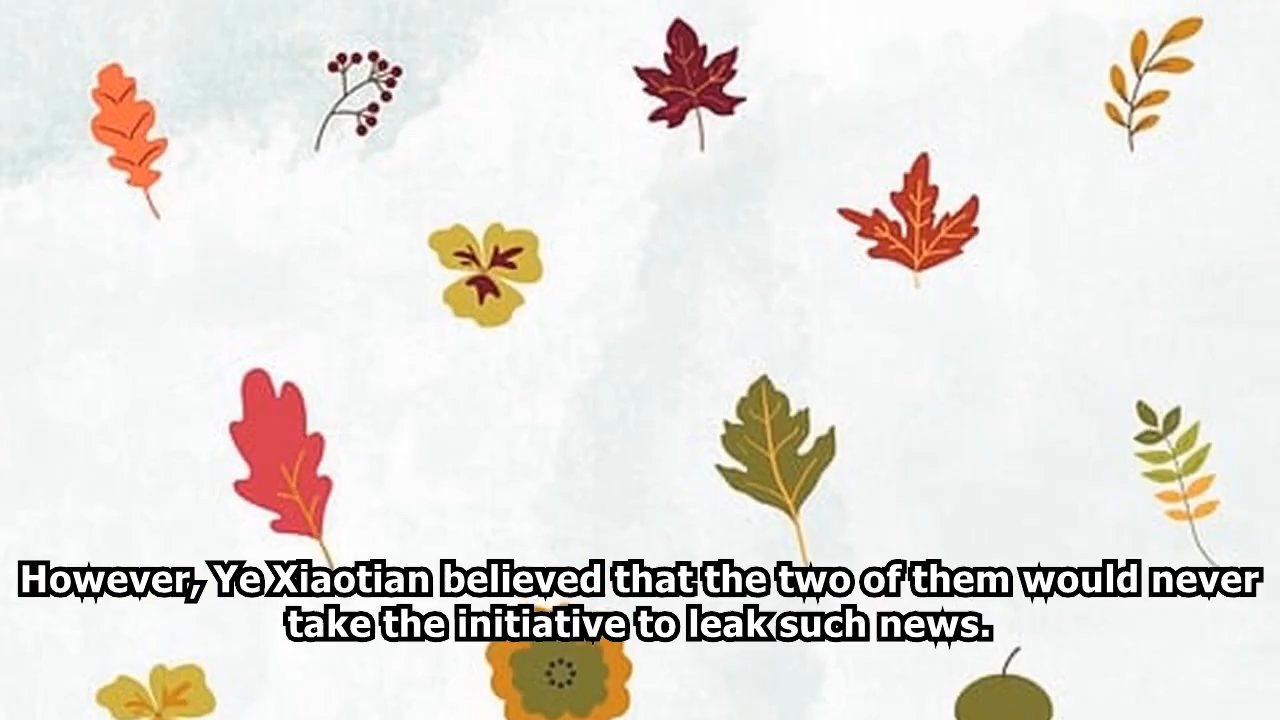 However, Ye Xiaotian believed that the two of them would never
take the initiative to leak such news.